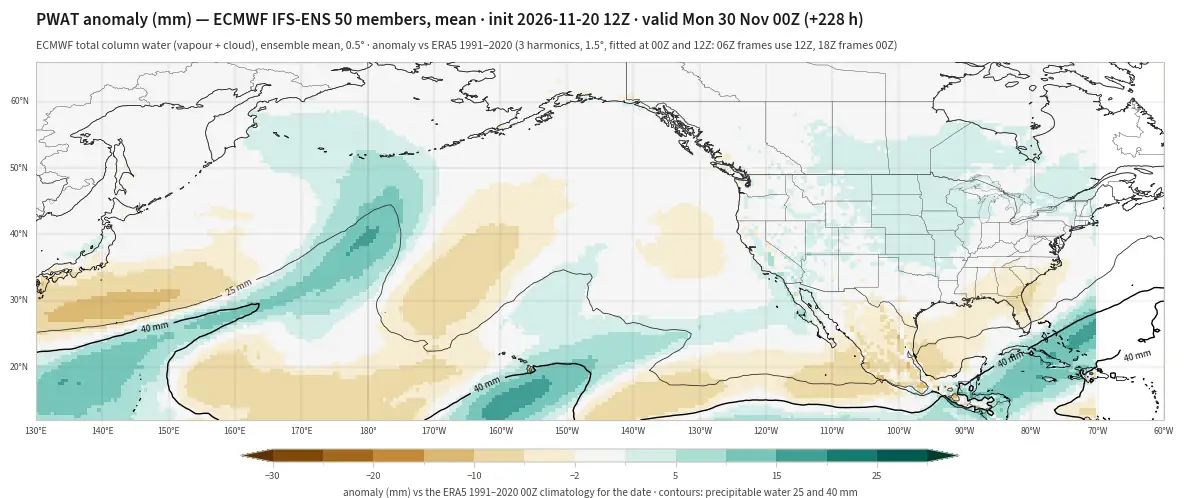 PWAT anomaly (mm) — ECMWF IFS-ENS 50 members, mean · init 2026-11-20 12Z · valid Mon 30 Nov 00Z (+228 h)
ECMWF total column water (vapour + cloud), ensemble mean, 0.5° · anomaly vs ERA5 1991–2020 (3 harmonics, 1.5°, fitted at 00Z and 12Z: 06Z frames use 12Z, 18Z frames 00Z)
60°N
50°N
40°N
30°N
20°N
25 mm
40 mm
40 mm
40 mm
40 mm
130°E 140°E 150°E 160°E 170°E 180° 170°W 160°W 150°W 140°W 130°W 120°W 110°W 100°W 90°W 80°W 70°W 60°W
−30 −20 −10 −2 5 15 25
anomaly (mm) vs the ERA5 1991–2020 00Z climatology for the date · contours: precipitable water 25 and 40 mm